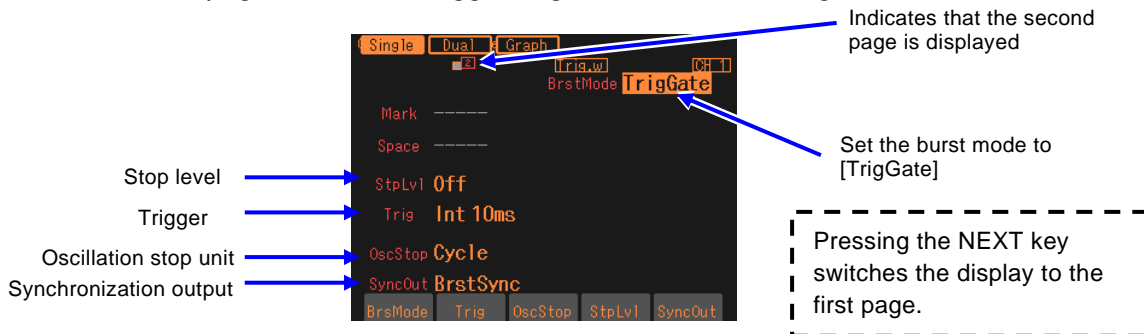 Indicates that the second
page is displayed
Single Dual Graph
2
Trig.w CH 1
BrstMode TrigGate
Mark -----
Space -----
Set the burst mode to
[TrigGate]
Stop level
StpLvl Off
Trigger
Trig Int 10ms
Oscillation stop unit
OscStop Cycle
Synchronization output
SyncOut BrstSync
BrsMode Trig OscStop StpLvl SyncOut
Pressing the NEXT key
switches the display to the
first page.